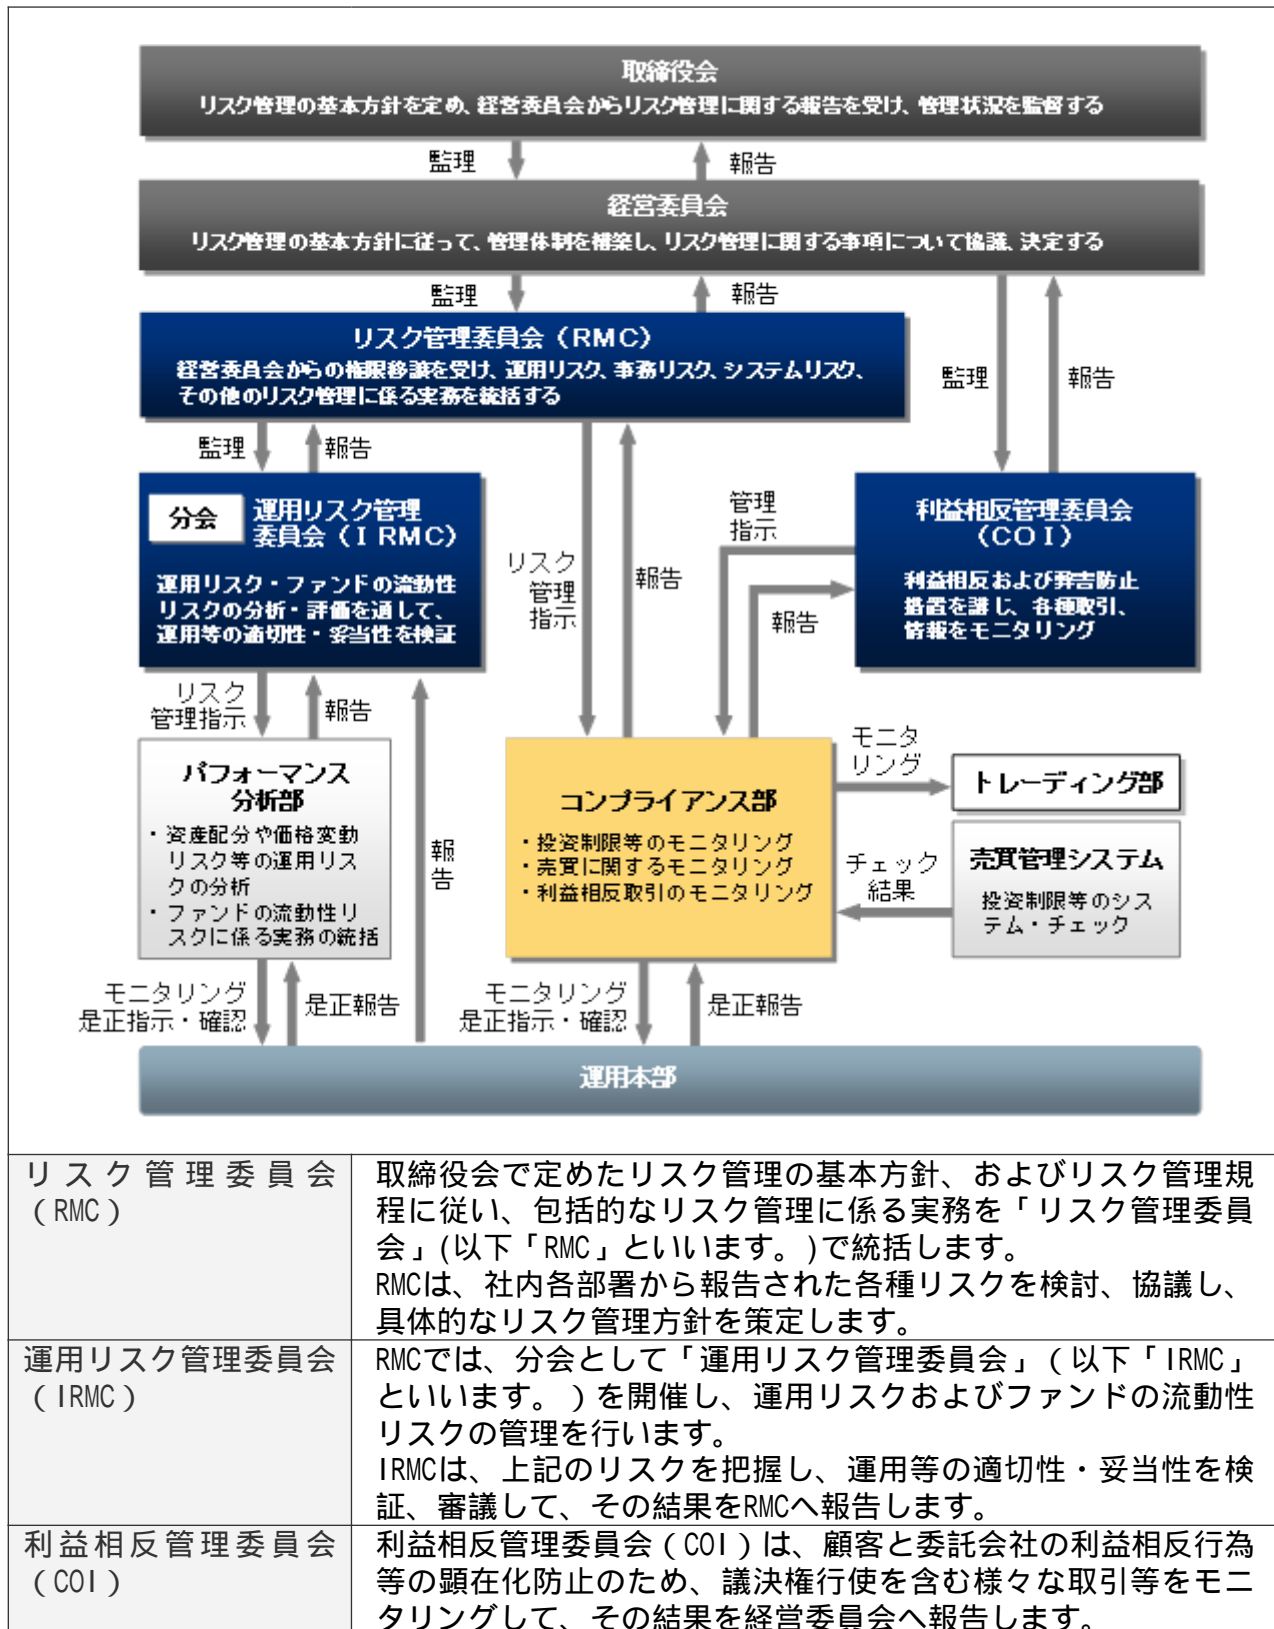 取締役会
リスク管理の基本方針を定め、経営委員会からリスク管理に関する報告を受け、管理状況を監督する
監理
報告
経営委員会
リスク管理の基本方針に従って、管理体制を構築し、リスク管理に関する事項について協議、決定する
監理
報告
リスク管理委員会（RMC）
経営委員会からの権限移譲を受け、運用リスク、事務リスク、システムリスク、
その他のリスク管理に係る実務を統括する
監理
報告
監理
報告
分会
運用リスク管理
委員会（IRMC）
運用リスク・ファンドの流動性
リスクの分析・評価を通して、
運用等の適切性・妥当性を検証
リスク
管理
指示
報告
管理
指示
報告
利益相反管理委員会
（COI）
利益相反および弊害防止
措置を講じ、各種取引、
情報をモニタリング
リスク
管理指示
報告
パフォーマンス
分析部
・資産配分や価格変動
リスク等の運用リス
クの分析
・ファンドの流動性リ
スクに係る実務の統括
報
告
コンプライアンス部
・投資制限等のモニタリング
・売買に関するモニタリング
・利益相反取引のモニタリング
モニタ
リング
トレーディング部
チェック
結果
売買管理システム
投資制限等のシス
テム・チェック
モニタリング
是正指示・確認
是正報告
モニタリング
是正指示・確認
是正報告
運用本部
リスク管理委員会
（RMC）
取締役会で定めたリスク管理の基本方針、およびリスク管理規
程に従い、包括的なリスク管理に係る実務を「リスク管理委員
会」(以下「RMC」といいます。)で統括します。
RMCは、社内各部署から報告された各種リスクを検討、協議し、
具体的なリスク管理方針を策定します。
運用リスク管理委員会
（IRMC）
RMCでは、分会として「運用リスク管理委員会」（以下「IRMC」
といいます。）を開催し、運用リスクおよびファンドの流動性
リスクの管理を行います。
IRMCは、上記のリスクを把握し、運用等の適切性・妥当性を検
証、審議して、その結果をRMCへ報告します。
利益相反管理委員会
（COI）
利益相反管理委員会（COI）は、顧客と委託会社の利益相反行為
等の顕在化防止のため、議決権行使を含む様々な取引等をモニ
タリングして、その結果を経営委員会へ報告します。